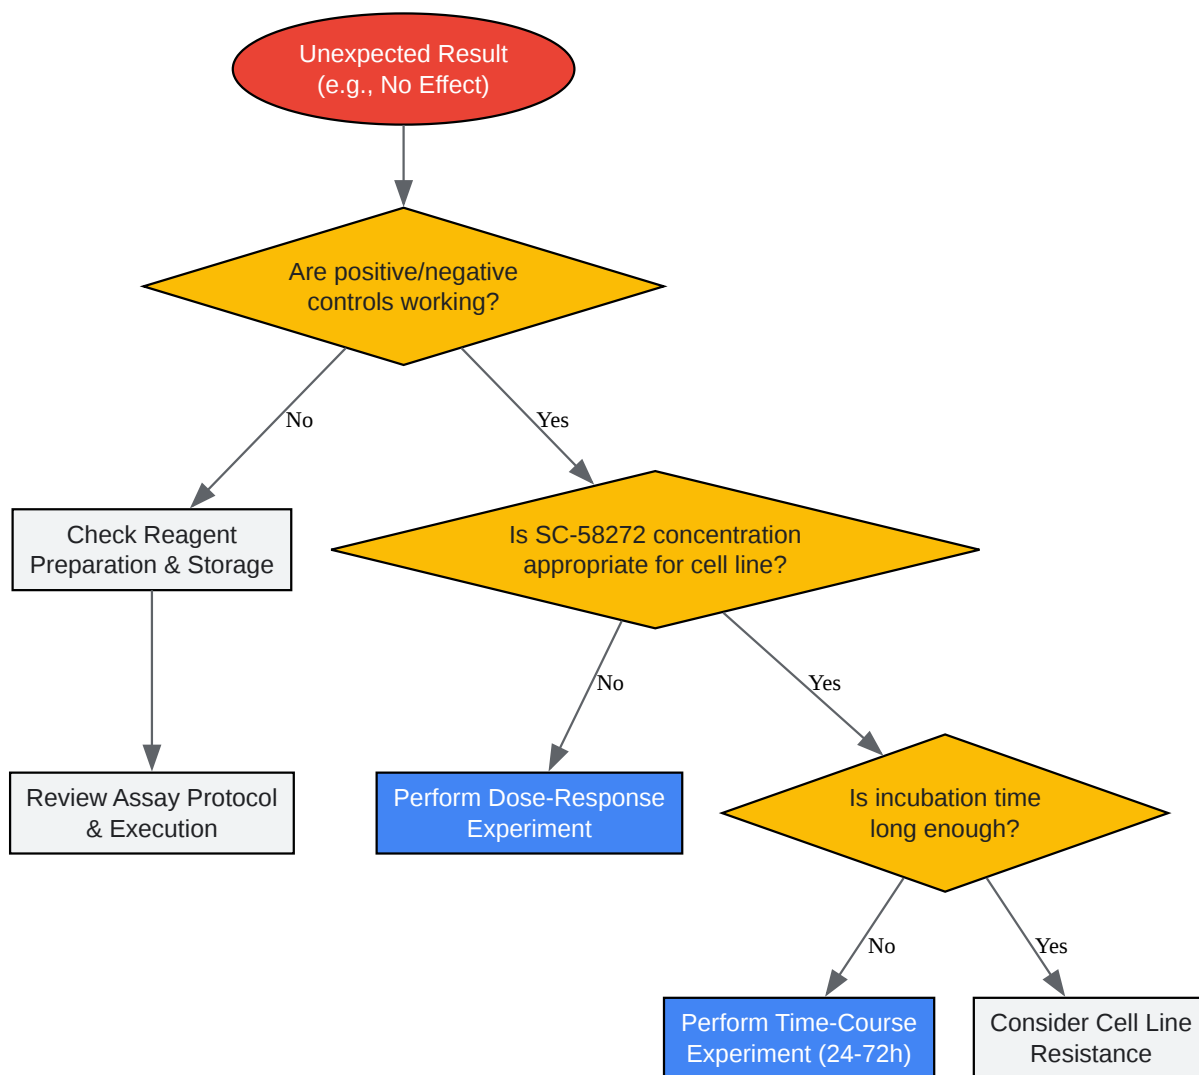 Unexpected Result
(e.g., No Effect)
Are positive/negative
controls working?
No
Yes
Check Reagent
Preparation & Storage
Is SC-58272 concentration
appropriate for cell line?
No
Yes
Review Assay Protocol
& Execution
Perform Dose-Response
Experiment
Is incubation time
long enough?
No
Yes
Perform Time-Course
Experiment (24-72h)
Consider Cell Line
Resistance